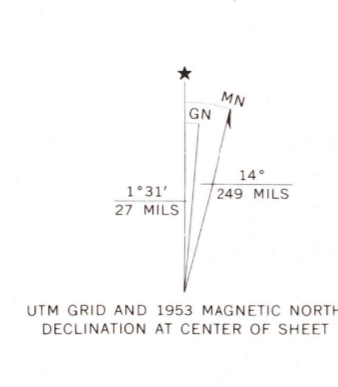 ★
MN
GN
1°31′
27 MILS
14°
249 MILS
UTM GRID AND 1953 MAGNETIC NORTH
DECLINATION AT CENTER OF SHEET